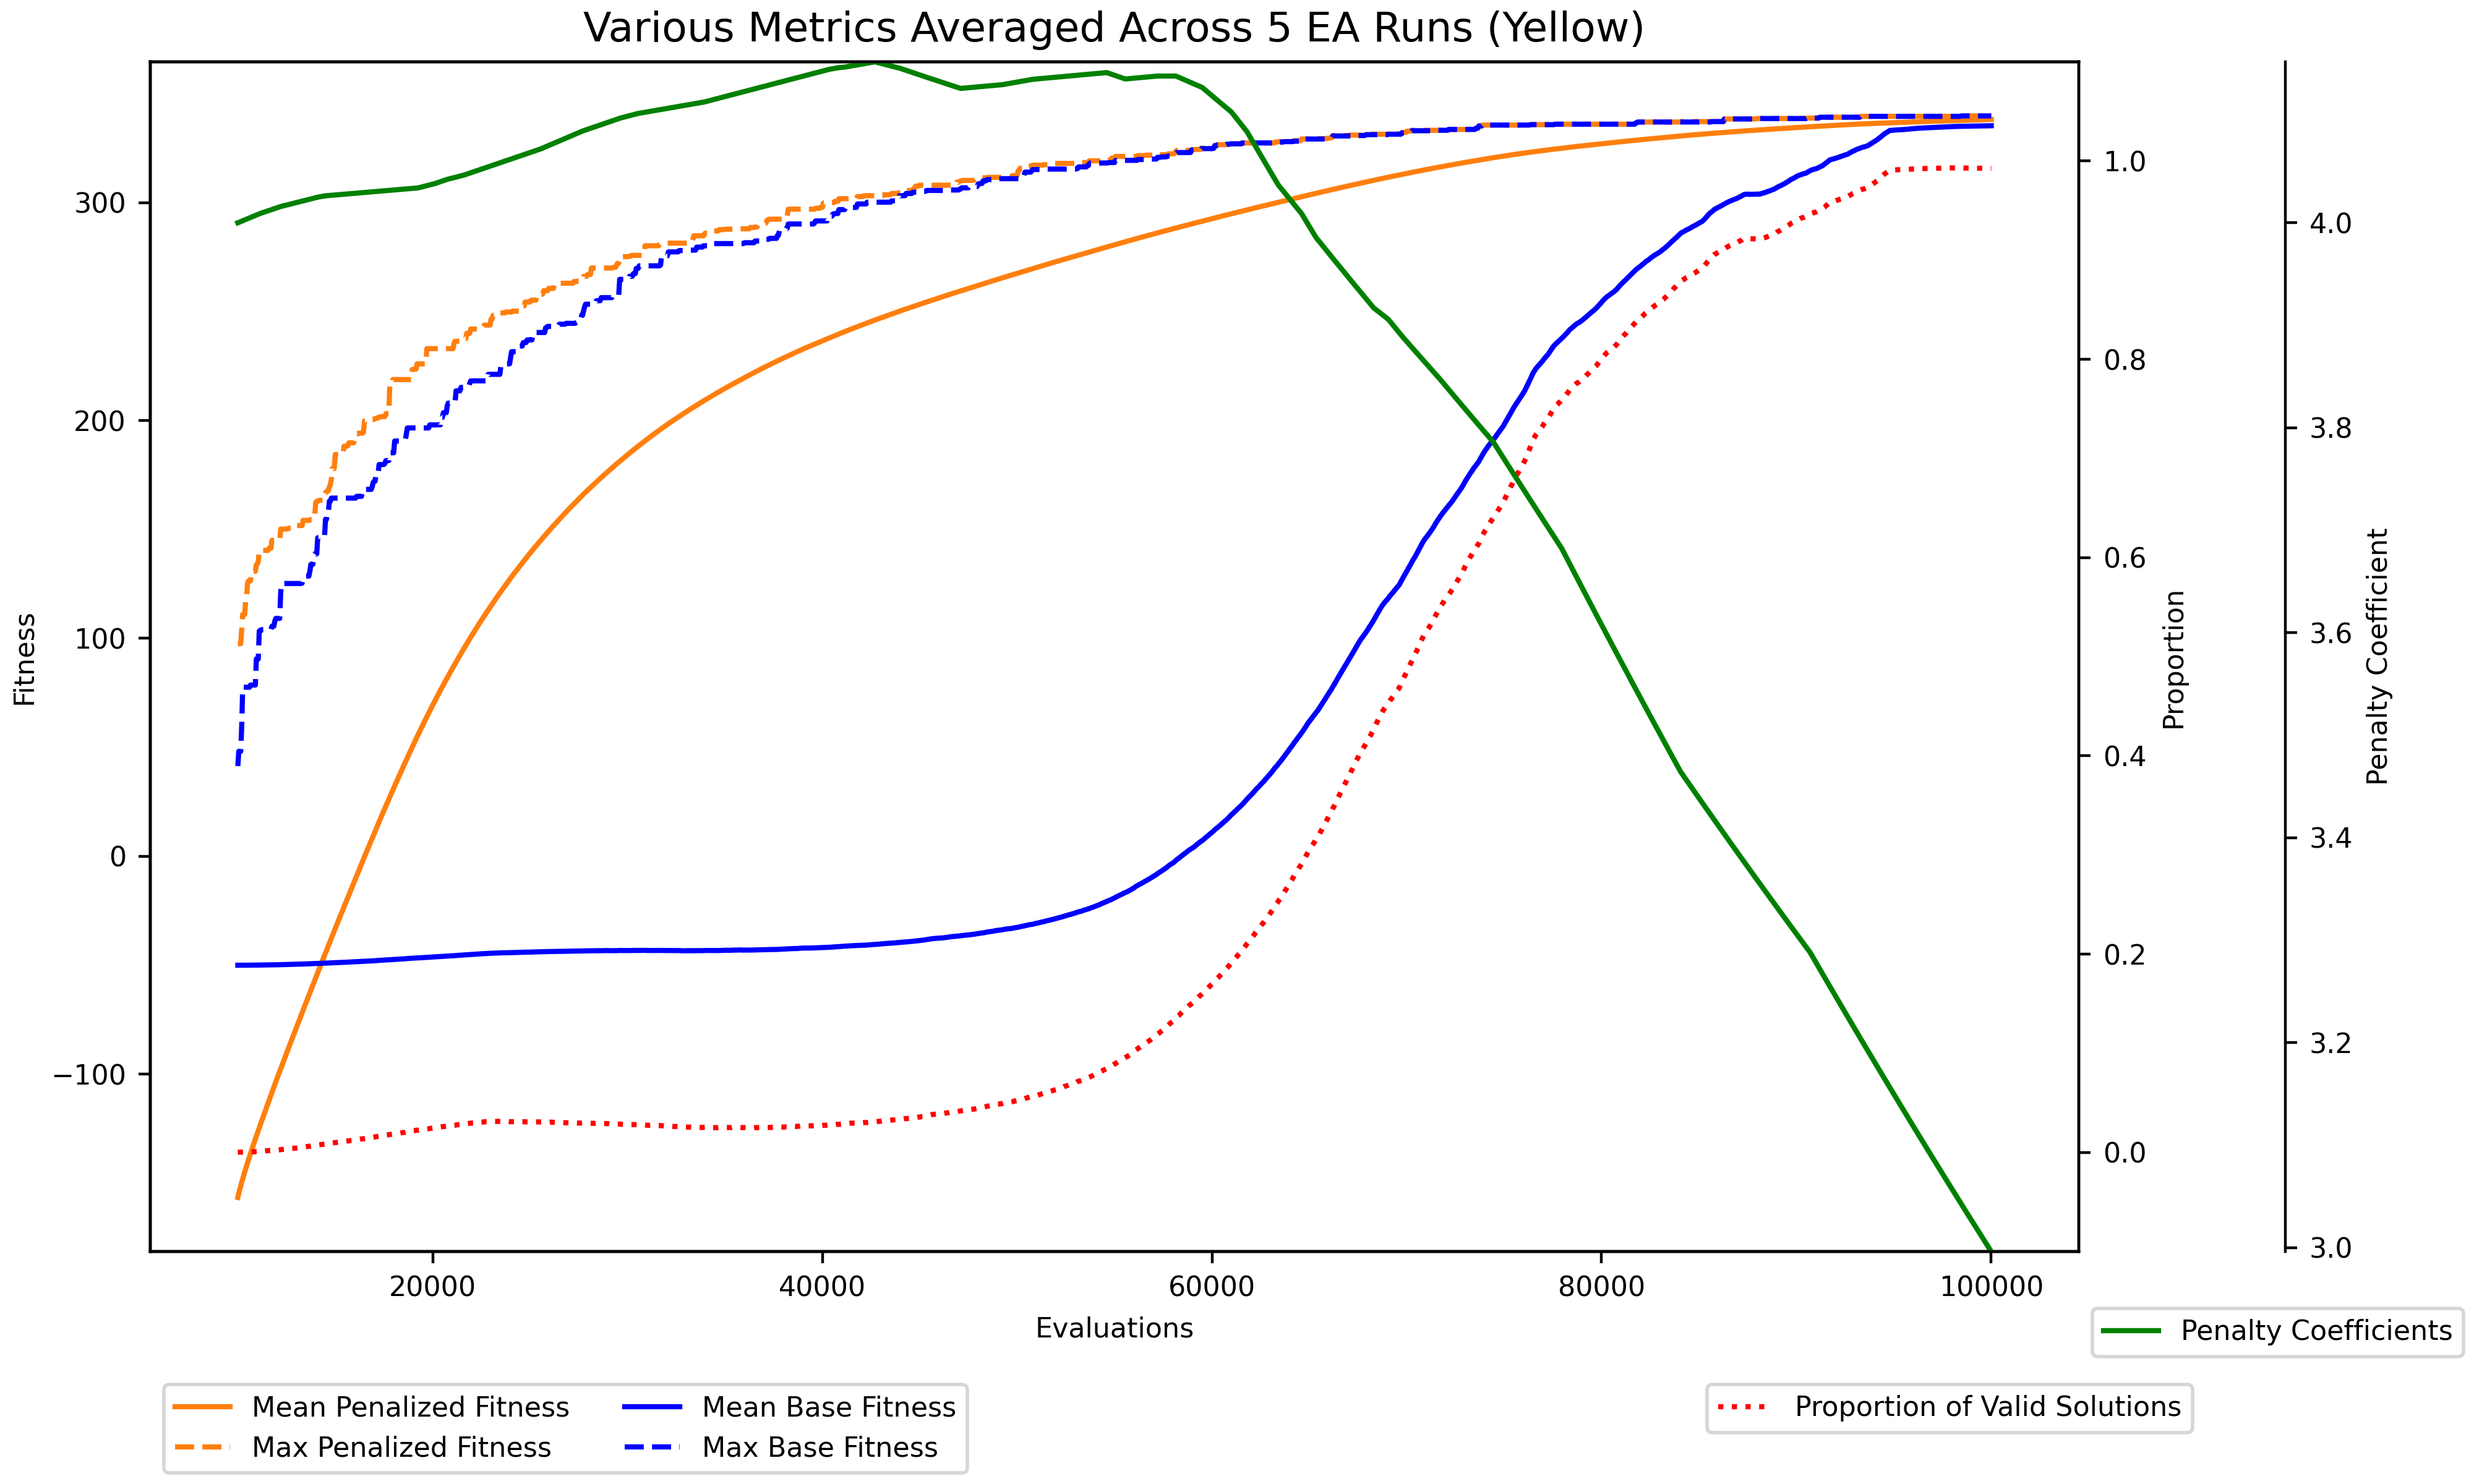 Various Metrics Averaged Across 5 EA Runs (Yellow)
Fitness
300
200
100
0
−100
20000
40000
60000
80000
100000
Evaluations
1.0
0.8
0.6
0.4
0.2
0.0
Proportion
4.0
3.8
3.6
3.4
3.2
3.0
Penalty Coefficient
Penalty Coefficients
Mean Penalized Fitness
Max Penalized Fitness
Mean Base Fitness
Max Base Fitness
Proportion of Valid Solutions